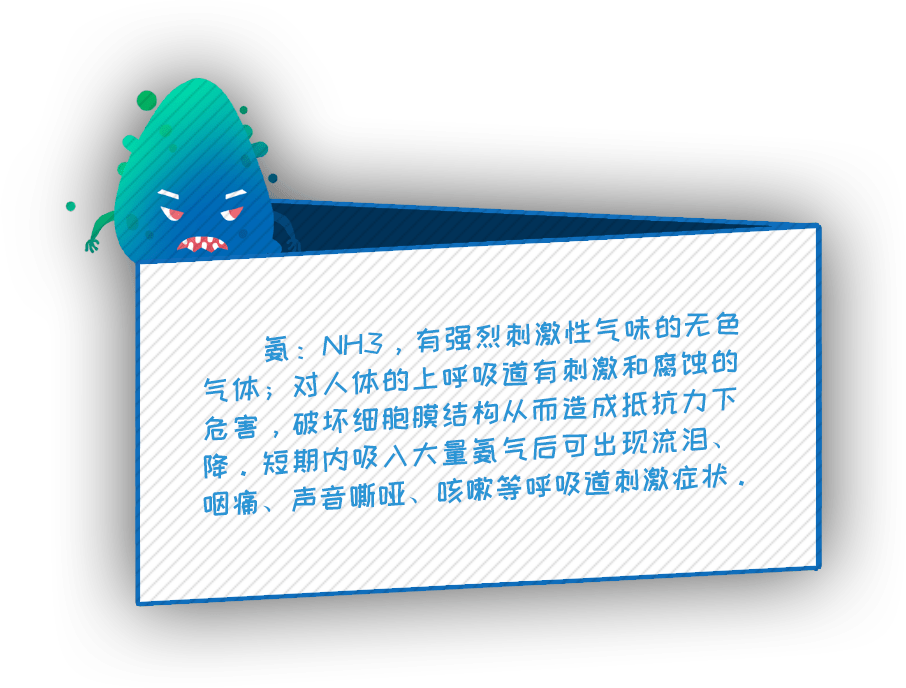 氨：NH3，有强烈刺激性气味的无色
气体；对人体的上呼吸道有刺激和腐蚀的
危害，破坏细胞膜结构从而造成抵抗力下
降。短期内吸入大量氨气后可出现流泪、
咽痛、声音嘶哑、咳嗽等呼吸道刺激症状。